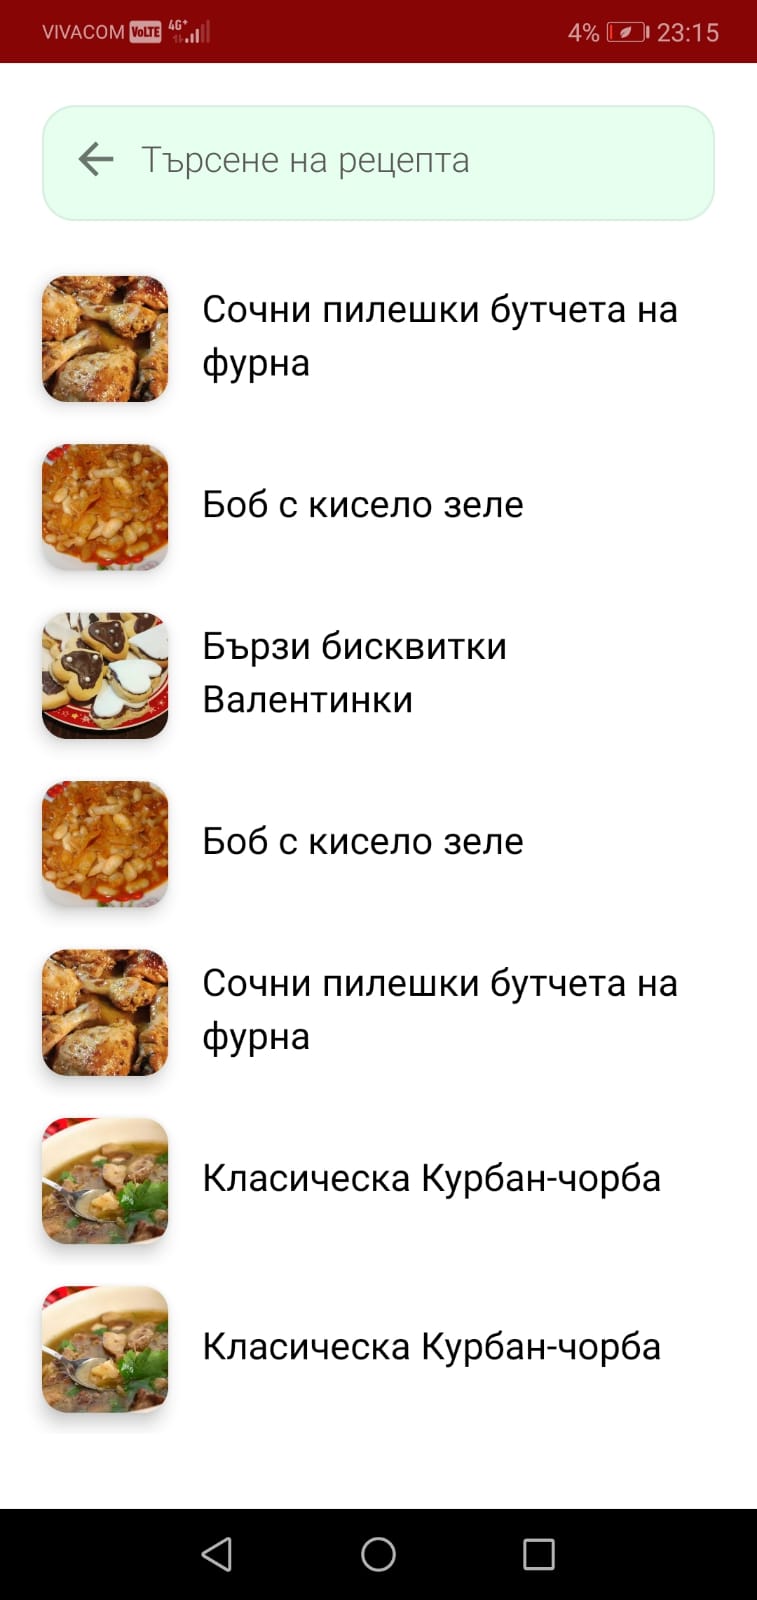 VIVACOM VoLTE 4G+ 4% 23:15
Търсене на рецепта
Сочни пилешки бутчета на
фурна
Боб с кисело зеле
Бързи бисквитки
Валентинки
Боб с кисело зеле
Сочни пилешки бутчета на
фурна
Класическа Курбан-чорба
Класическа Курбан-чорба